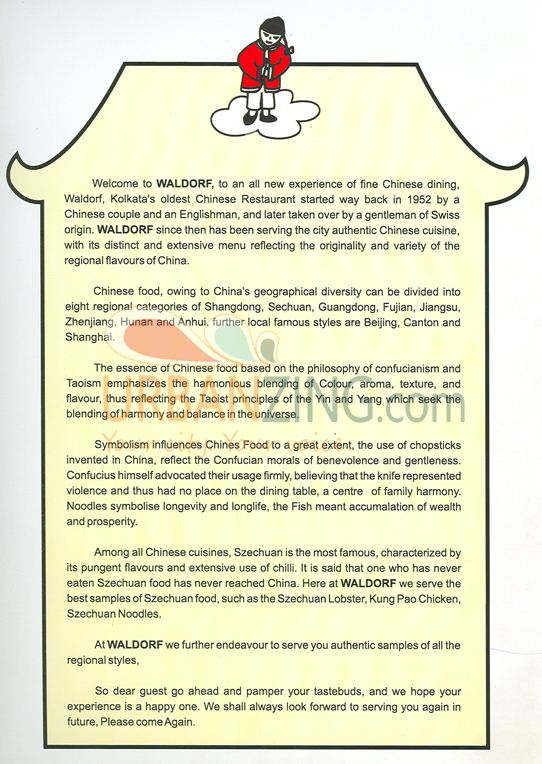 Welcome to WALDORF, to an all new experience of fine Chinese dining,
Waldorf, Kolkata's oldest Chinese Restaurant started way back in 1952 by a
Chinese couple and an Englishman, and later taken over by a gentleman of Swiss
origin. WALDORF since then has been serving the city authentic Chinese cuisine,
with its distinct and extensive menu reflecting the originality and variety of the
regional flavours of China.
Chinese food, owing to China's geographical diversity can be divided into
eight regional categories of Shangdong, Sechuan, Guangdong, Fujian, Jiangsu,
Zhenjiang, Hunan and Anhui, further local famous styles are Beijing, Canton and
Shanghai.
The essence of Chinese food based on the philosophy of confucianism and
Taoism emphasizes the harmonious blending of Colour, aroma, texture, and
flavour, thus reflecting the Taoist principles of the Yin and Yang which seek the
URBANZING.com
blending of harmony and balance in the universe.
Symbolism influences Chines Food to a great extent, the use of chopsticks
invented in China, reflect the Confucian morals of benevolence and gentleness.
Confucius himself advocated their usage firmly, believing that the knife represented
violence and thus had no place on the dining table, a centre of family harmony.
Noodles symbolise longevity and longlife, the Fish meant accumalation of wealth
and prosperity.
Among all Chinese cuisines, Szechuan is the most famous, characterized by
its pungent flavours and extensive use of chilli. It is said that one who has never
eaten Szechuan food has never reached China. Here at WALDORF we serve the
best samples of Szechuan food, such as the Szechuan Lobster, Kung Pao Chicken,
Szechuan Noodles.
At WALDORF we further endeavour to serve you authentic samples of all the
regional styles,
So dear guest go ahead and pamper your tastebuds, and we hope your
experience is a happy one. We shall always look forward to serving you again in
future, Please come Again.